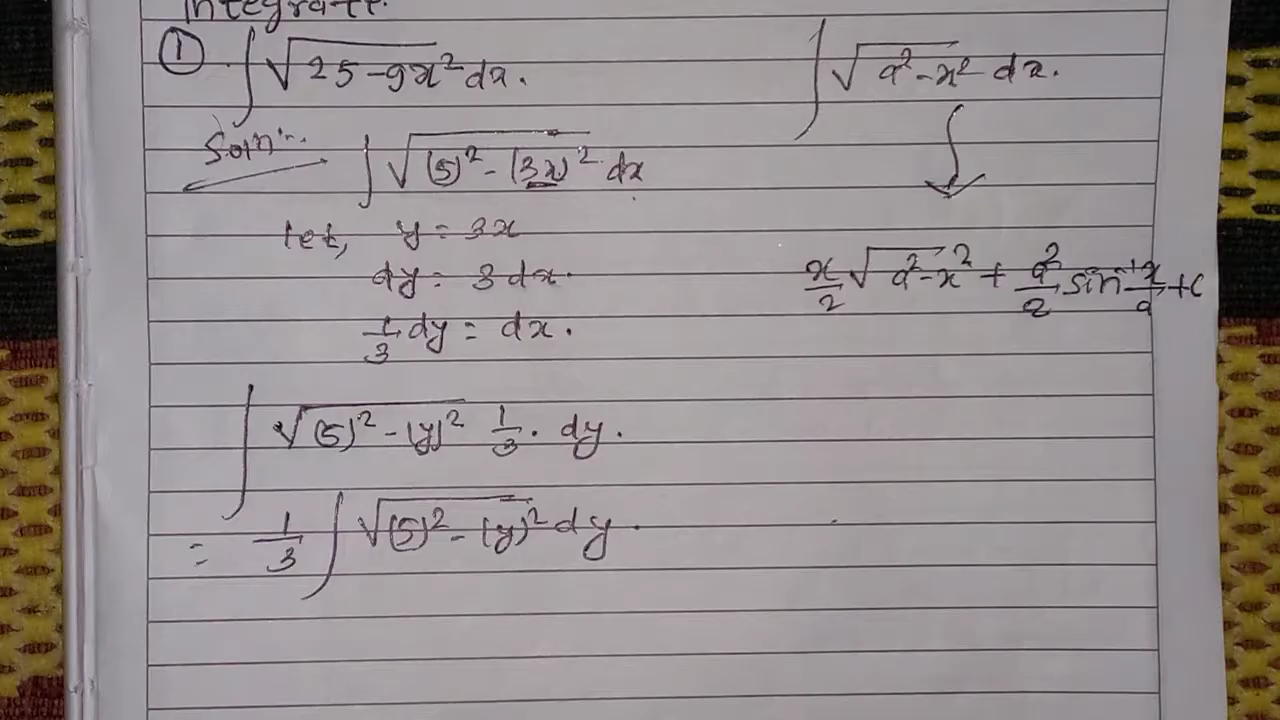 Integrate.
① ∫√25-9x² dx.
∫√a²-x² dx.
Solnⁿ:.
∫√(5)²-(3x)² dx
let, y = 3x
dy = 3 dx.
1/3 dy = dx.
x/2 √a²-x² + a²/2 sin⁻¹ x/a + c
∫√(5)²-(y)² 1/3 . dy.
= 1/3 ∫√(5)²-(y)² dy.